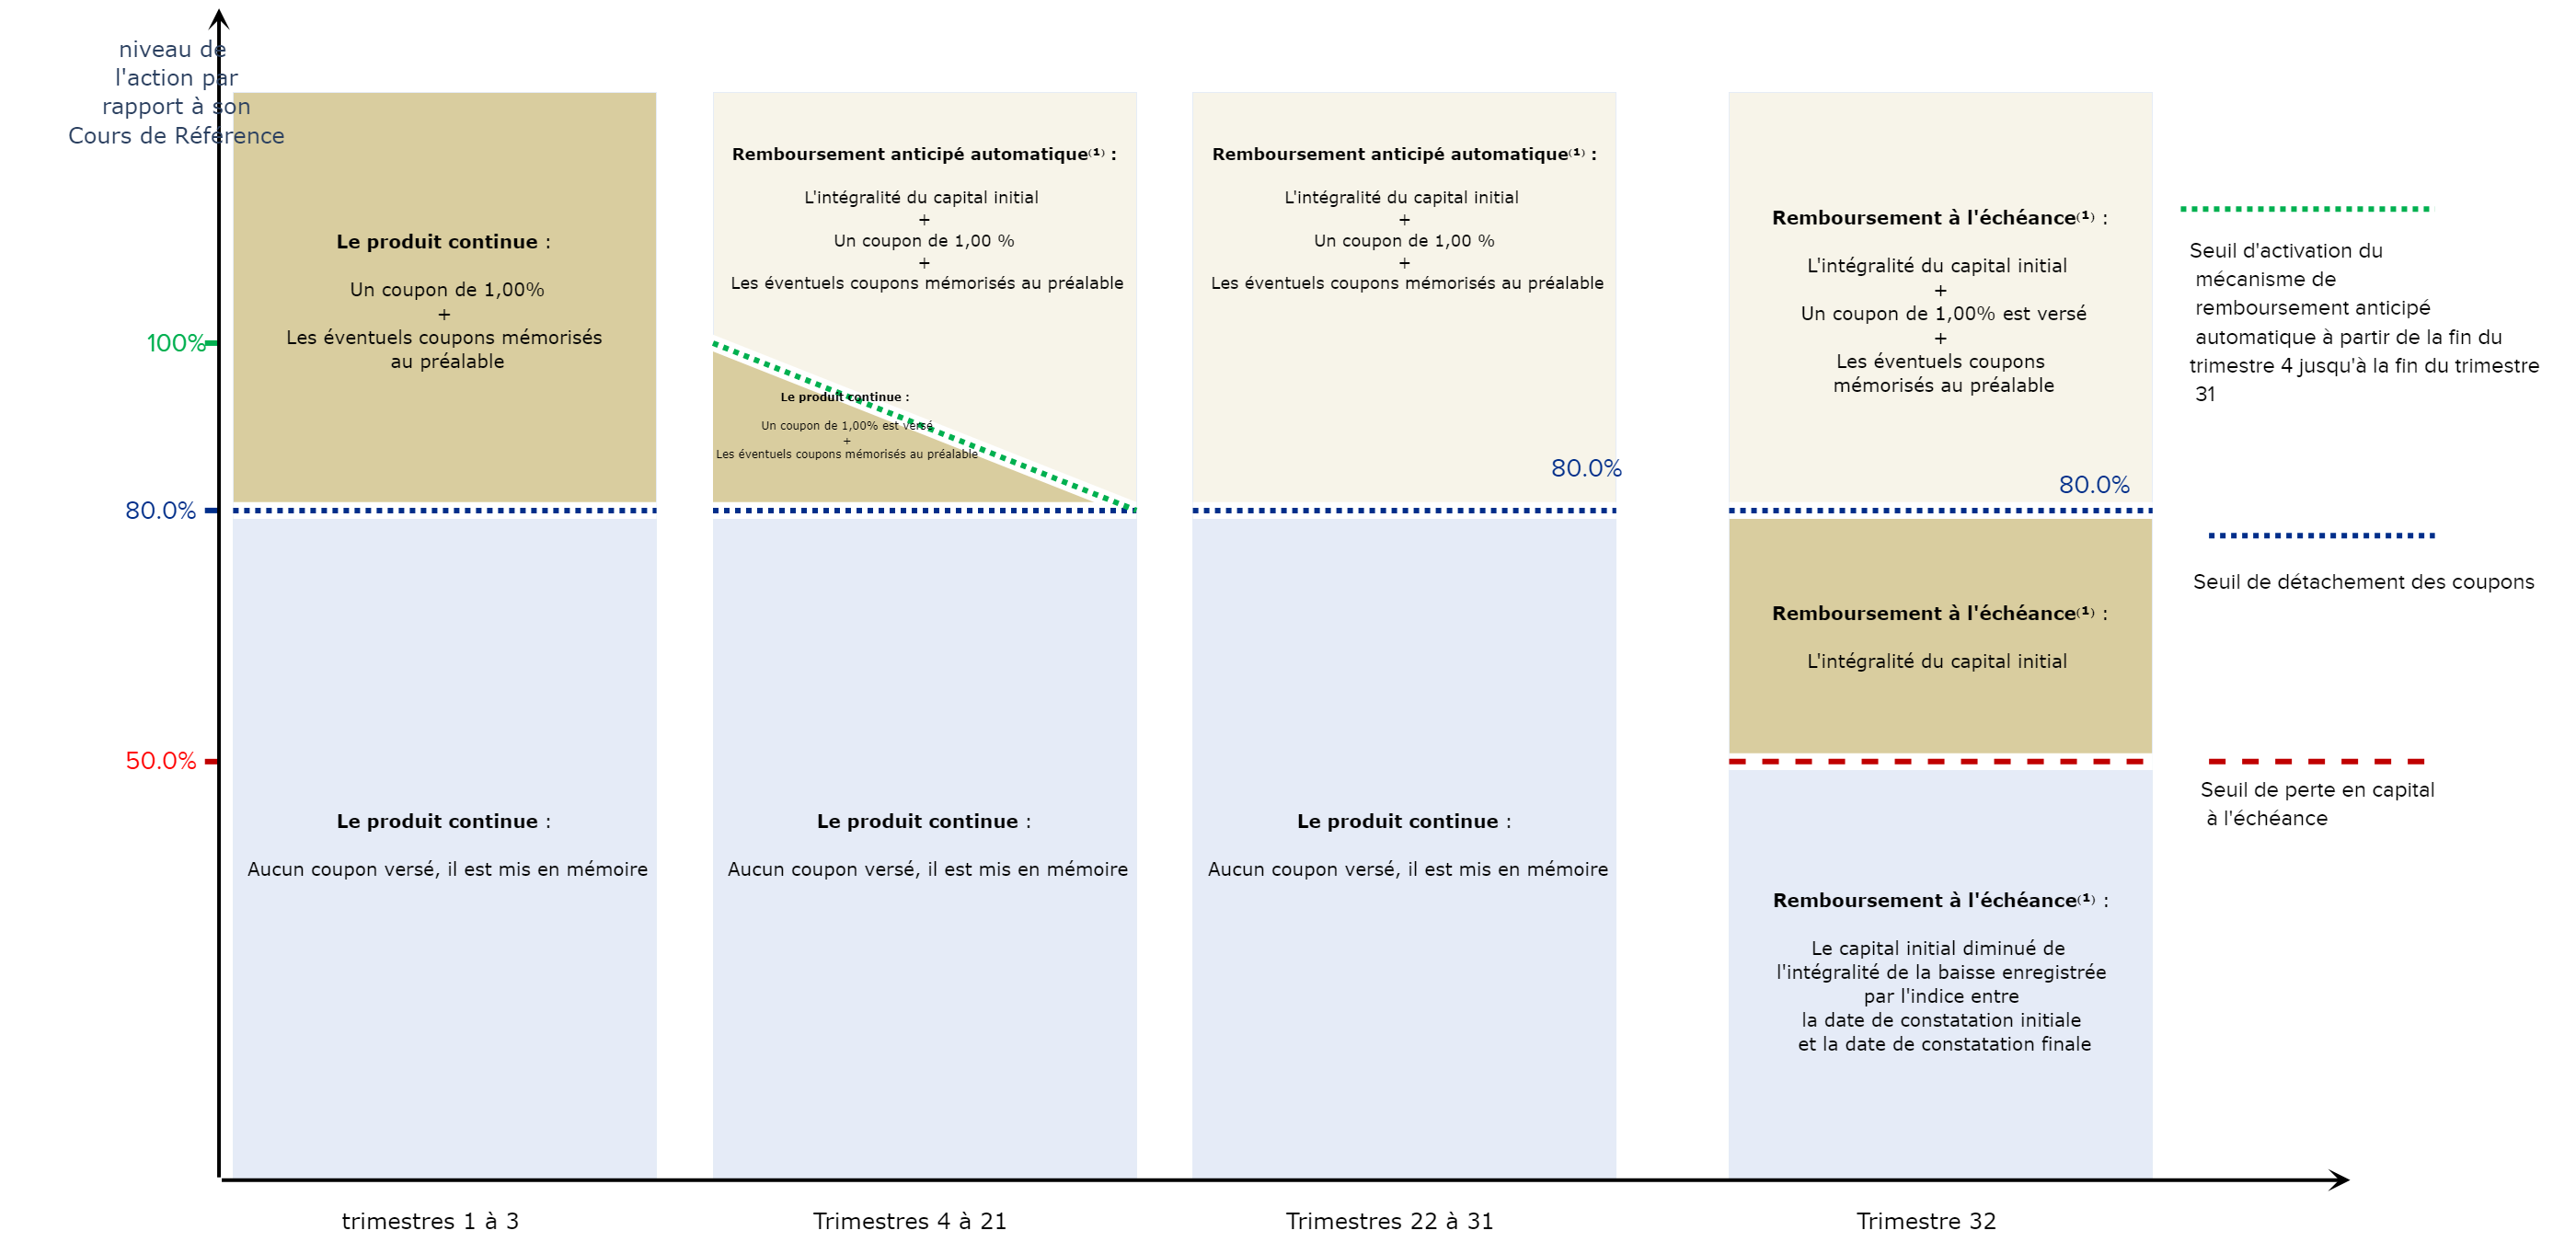 niveau de
l'action par
rapport à son
Cours de Référence
100%
80.0%
50.0%
Le produit continue :
Un coupon de 1,00%
+
Les éventuels coupons mémorisés
au préalable
Le produit continue :
Aucun coupon versé, il est mis en mémoire
trimestres 1 à 3
Remboursement anticipé automatique⁽¹⁾ :
L'intégralité du capital initial
+
Un coupon de 1,00 %
+
Les éventuels coupons mémorisés au préalable
Le produit continue :
Un coupon de 1,00% est versé
+
Les éventuels coupons mémorisés au préalable
Le produit continue :
Aucun coupon versé, il est mis en mémoire
Trimestres 4 à 21
Remboursement anticipé automatique⁽¹⁾ :
L'intégralité du capital initial
+
Un coupon de 1,00 %
+
Les éventuels coupons mémorisés au préalable
80.0%
Le produit continue :
Aucun coupon versé, il est mis en mémoire
Trimestres 22 à 31
Remboursement à l'échéance⁽¹⁾ :
L'intégralité du capital initial
+
Un coupon de 1,00% est versé
+
Les éventuels coupons
mémorisés au préalable
80.0%
Remboursement à l'échéance⁽¹⁾ :
L'intégralité du capital initial
Remboursement à l'échéance⁽¹⁾ :
Le capital initial diminué de
l'intégralité de la baisse enregistrée
par l'indice entre
la date de constatation initiale
et la date de constatation finale
Trimestre 32
Seuil d'activation du
mécanisme de
remboursement anticipé
automatique à partir de la fin du
trimestre 4 jusqu'à la fin du trimestre
31
Seuil de détachement des coupons
Seuil de perte en capital
à l'échéance